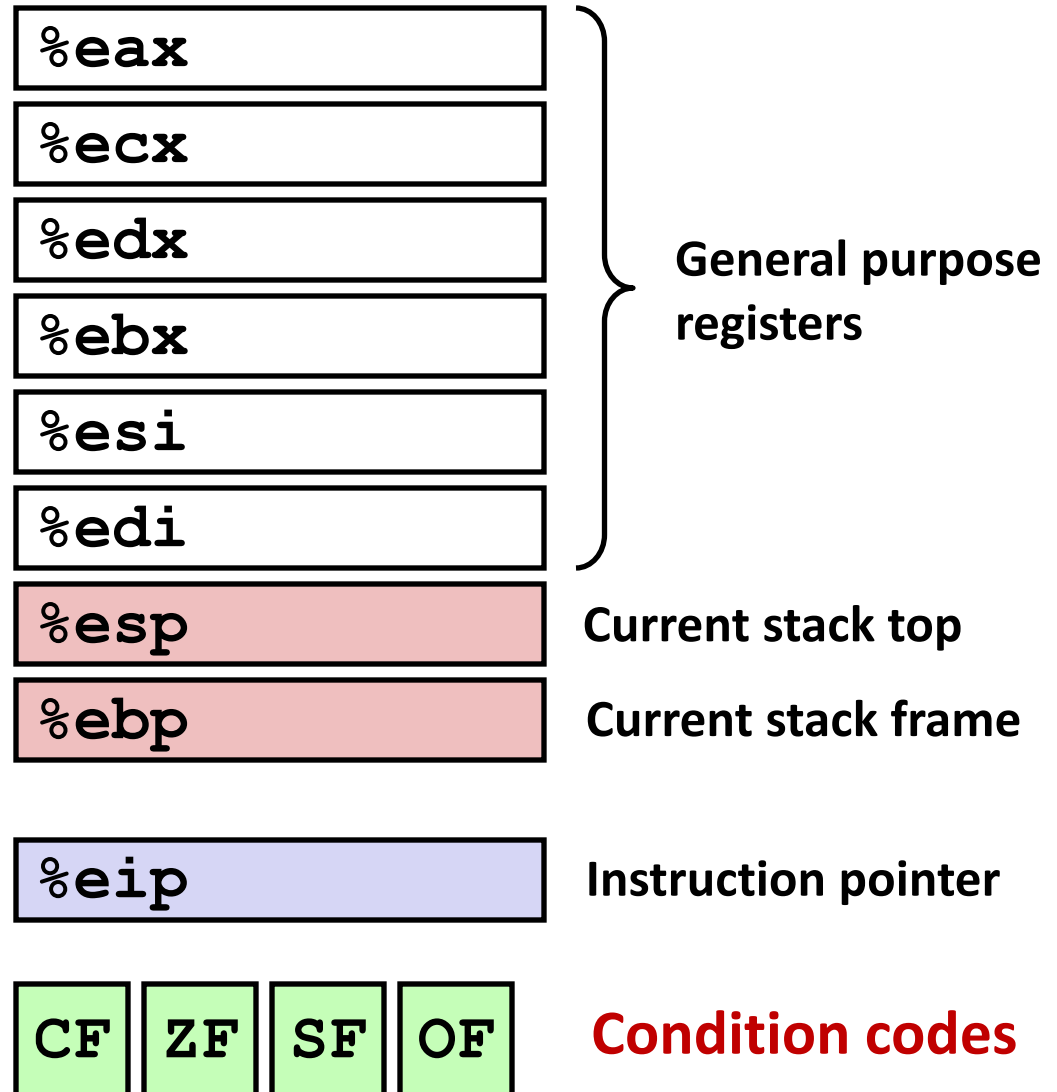 %eax
%ecx
%edx
General purpose
registers
%ebx
%esi
%edi
%esp
Current stack top
%ebp
Current stack frame
%eip
Instruction pointer
CF ZF SF OF
Condition codes